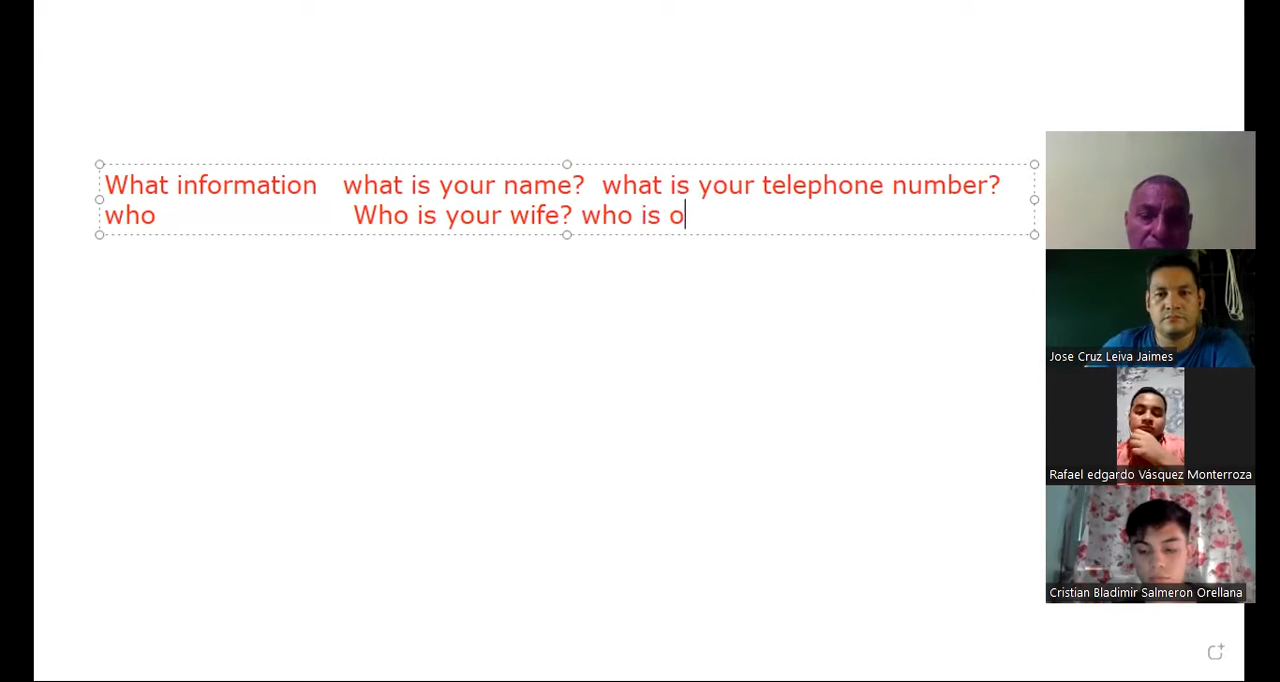 What information what is your name? what is your telephone number?
who Who is your wife? who is o
Jose Cruz Leiva Jaimes
Rafael edgardo Vásquez Monterroza
Cristian Bladimir Salmeron Orellana